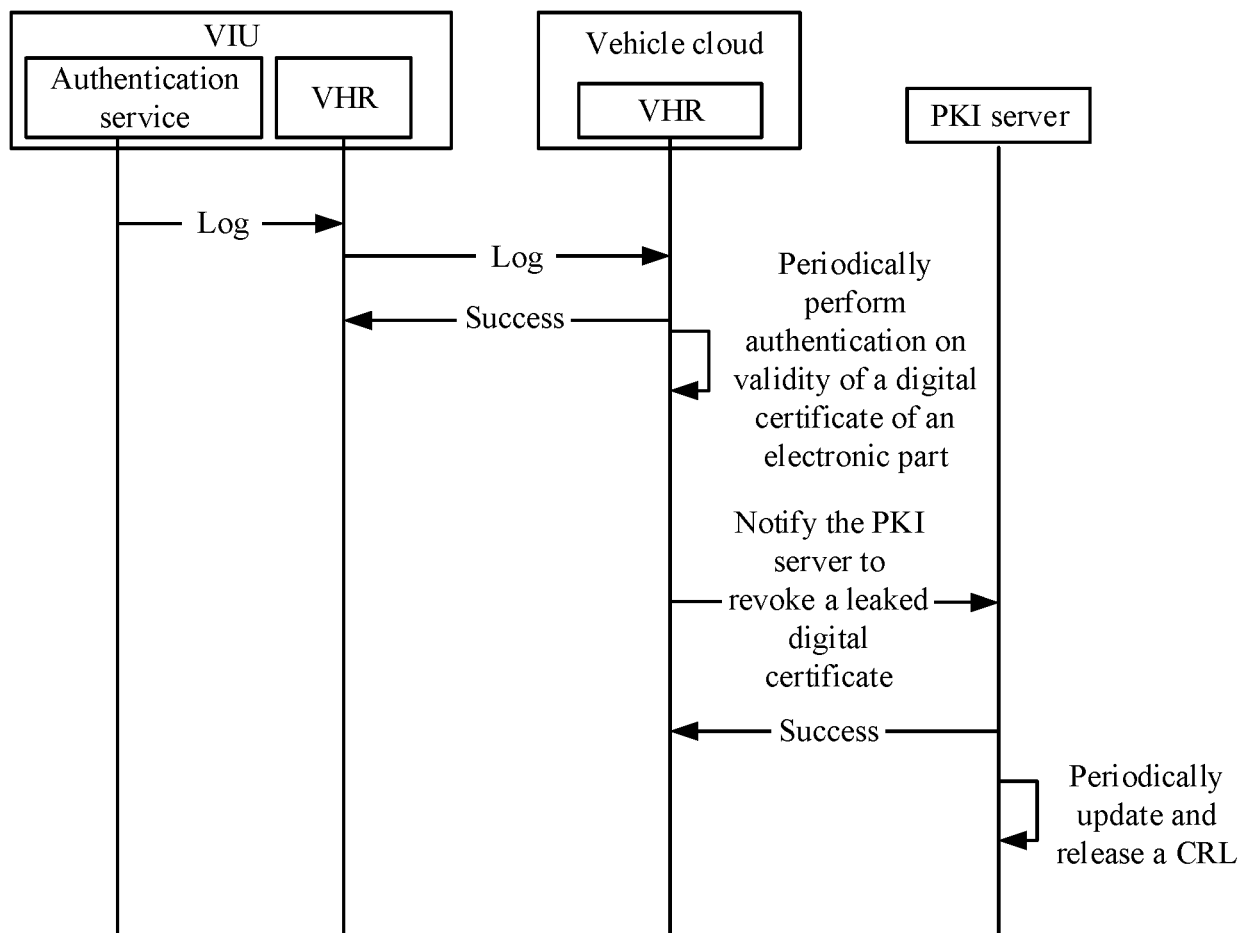 VIU
Authentication
service
VHR
Vehicle cloud
VHR
PKI server
Log
Log
Success
Periodically
perform
authentication on
validity of a digital
certificate of an
electronic part
Notify the PKI
server to
revoke a leaked
digital
certificate
Success
Periodically
update and
release a CRL